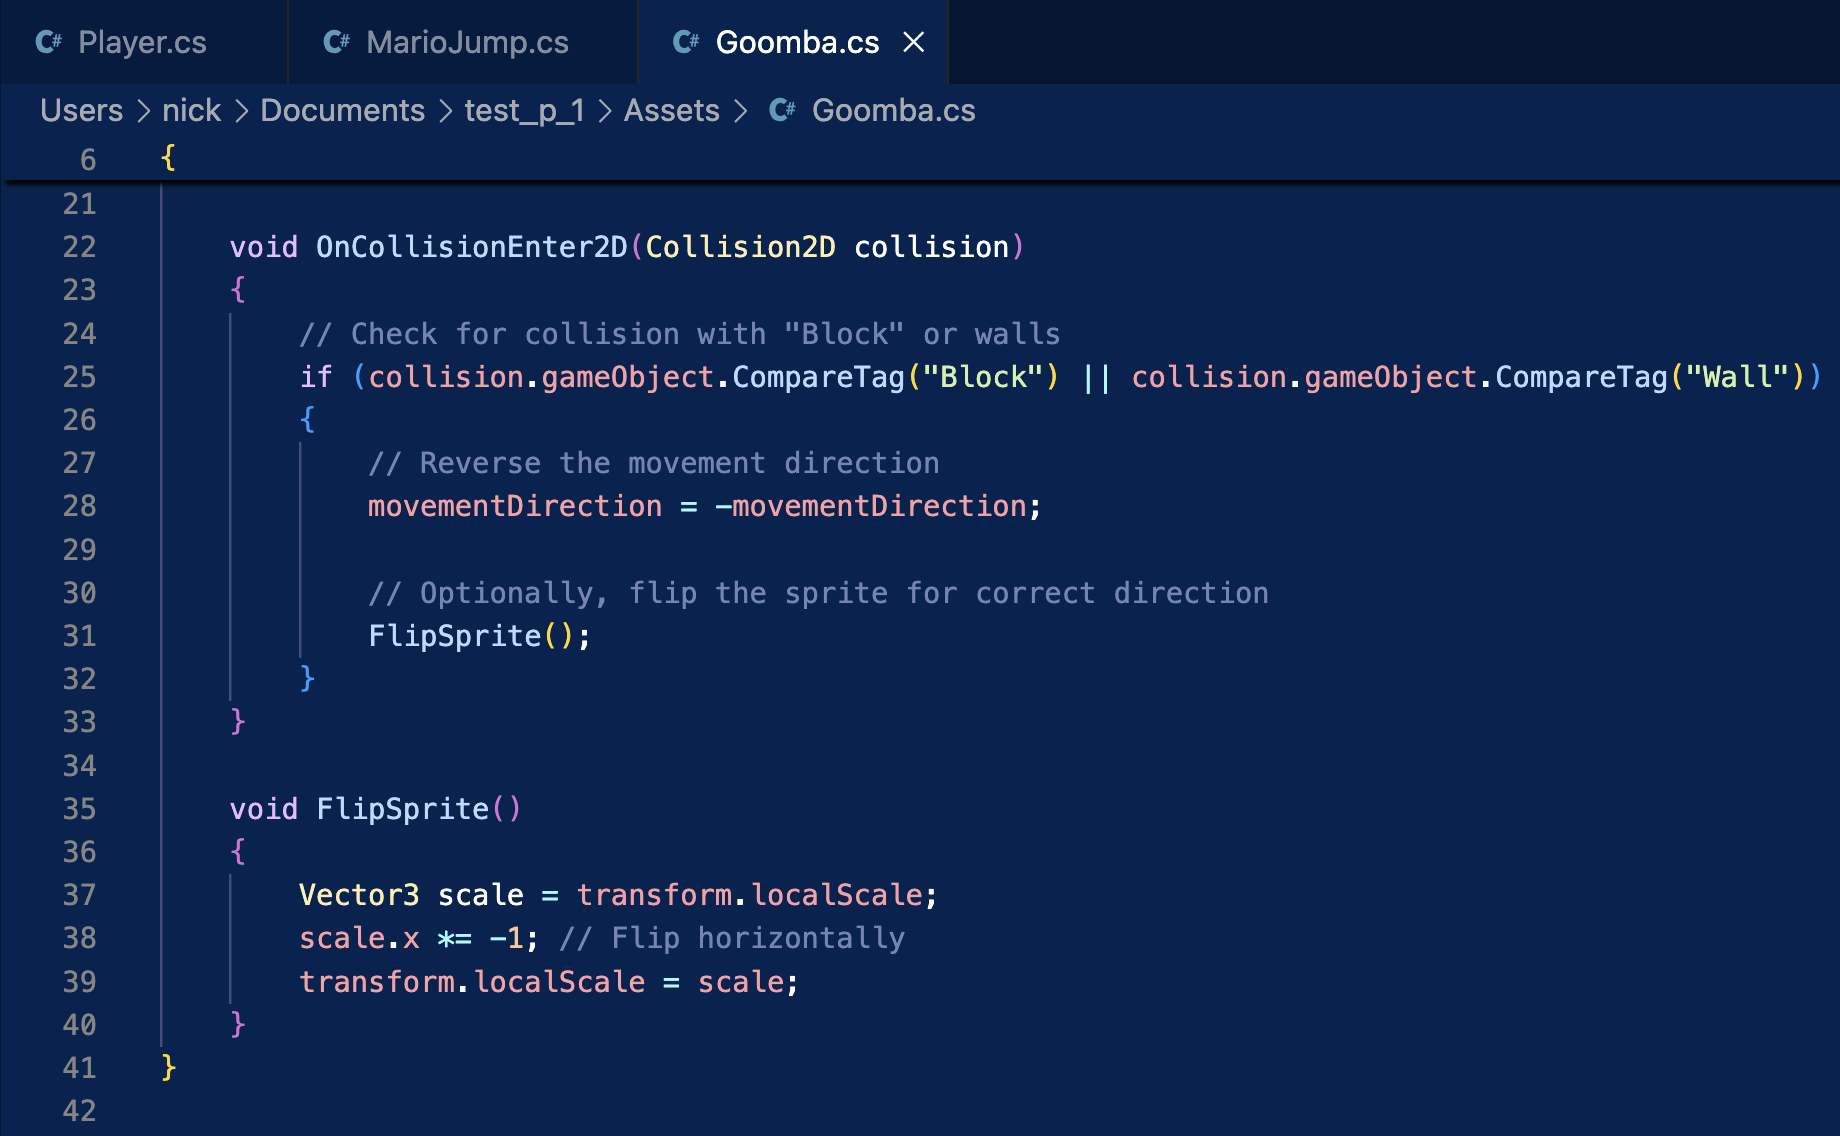 C# Player.cs C# MarioJump.cs C# Goomba.cs
Users > nick > Documents > test_p_1 > Assets > C# Goomba.cs
6 {
21
22 void OnCollisionEnter2D(Collision2D collision)
23 {
24 // Check for collision with "Block" or walls
25 if (collision.gameObject.CompareTag("Block") || collision.gameObject.CompareTag("Wall"))
26 {
27 // Reverse the movement direction
28 movementDirection = -movementDirection;
29
30 // Optionally, flip the sprite for correct direction
31 FlipSprite();
32 }
33 }
34
35 void FlipSprite()
36 {
37 Vector3 scale = transform.localScale;
38 scale.x *= -1; // Flip horizontally
39 transform.localScale = scale;
40 }
41 }
42